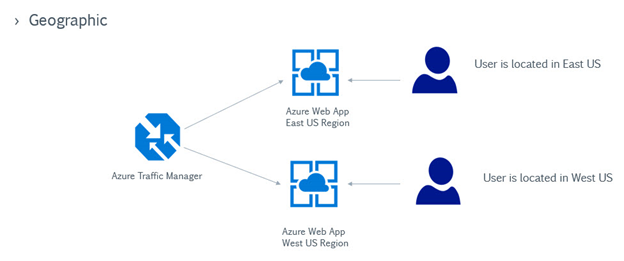 › Geographic
Azure Web App
East US Region
User is located in East US
Azure Traffic Manager
Azure Web App
West US Region
User is located in West US